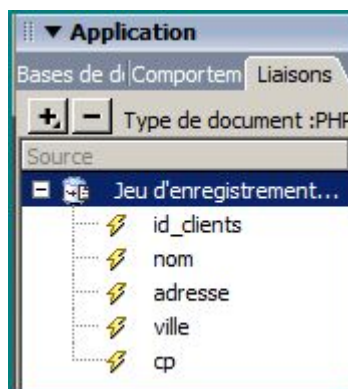 Application
Bases de d Comportem Liaisons
Type de document :PHP
Source
Jeu d'enregistrement...
id_clients
nom
adresse
ville
cp